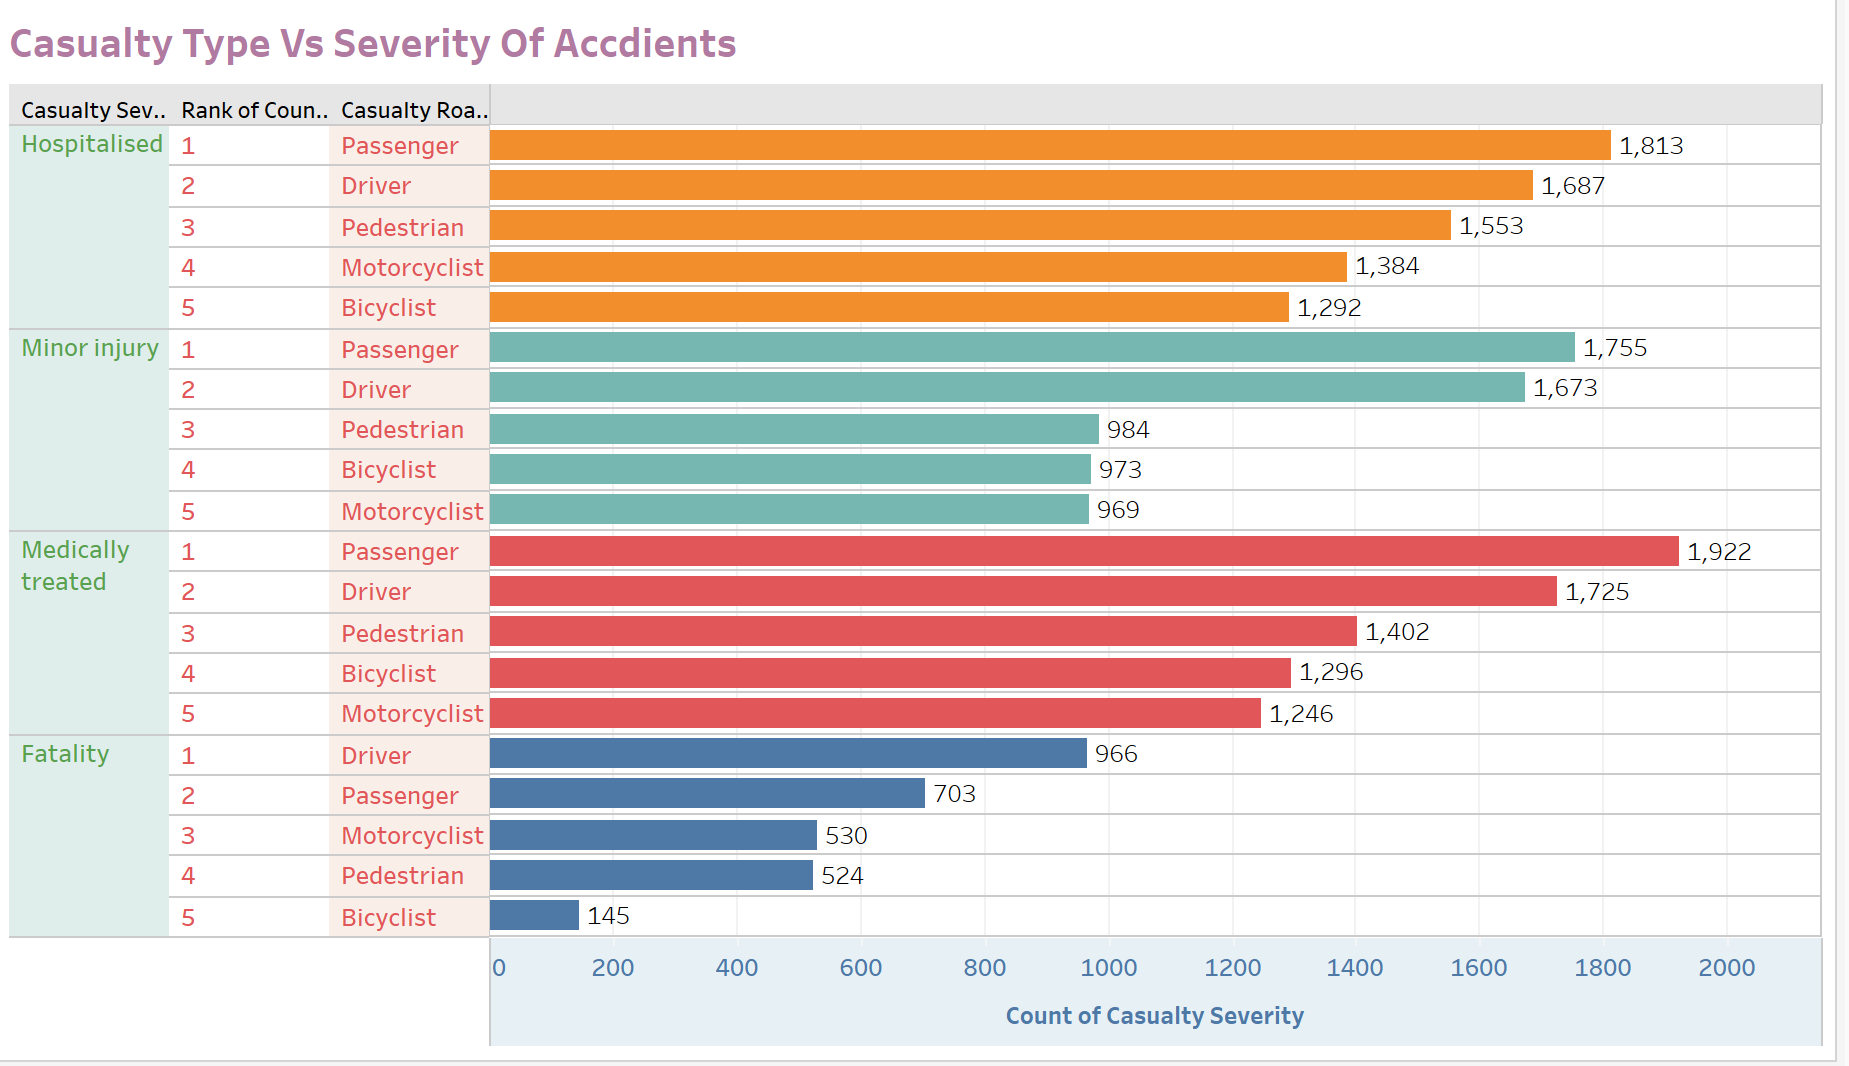 Casualty Type Vs Severity Of Accdients
Casualty Sev.. Rank of Coun.. Casualty Roa..
Hospitalised 1 Passenger 1,813
2 Driver 1,687
3 Pedestrian 1,553
4 Motorcyclist 1,384
5 Bicyclist 1,292
Minor injury 1 Passenger 1,755
2 Driver 1,673
3 Pedestrian 984
4 Bicyclist 973
5 Motorcyclist 969
Medically treated 1 Passenger 1,922
2 Driver 1,725
3 Pedestrian 1,402
4 Bicyclist 1,296
5 Motorcyclist 1,246
Fatality 1 Driver 966
2 Passenger 703
3 Motorcyclist 530
4 Pedestrian 524
5 Bicyclist 145
0 200 400 600 800 1000 1200 1400 1600 1800 2000
Count of Casualty Severity